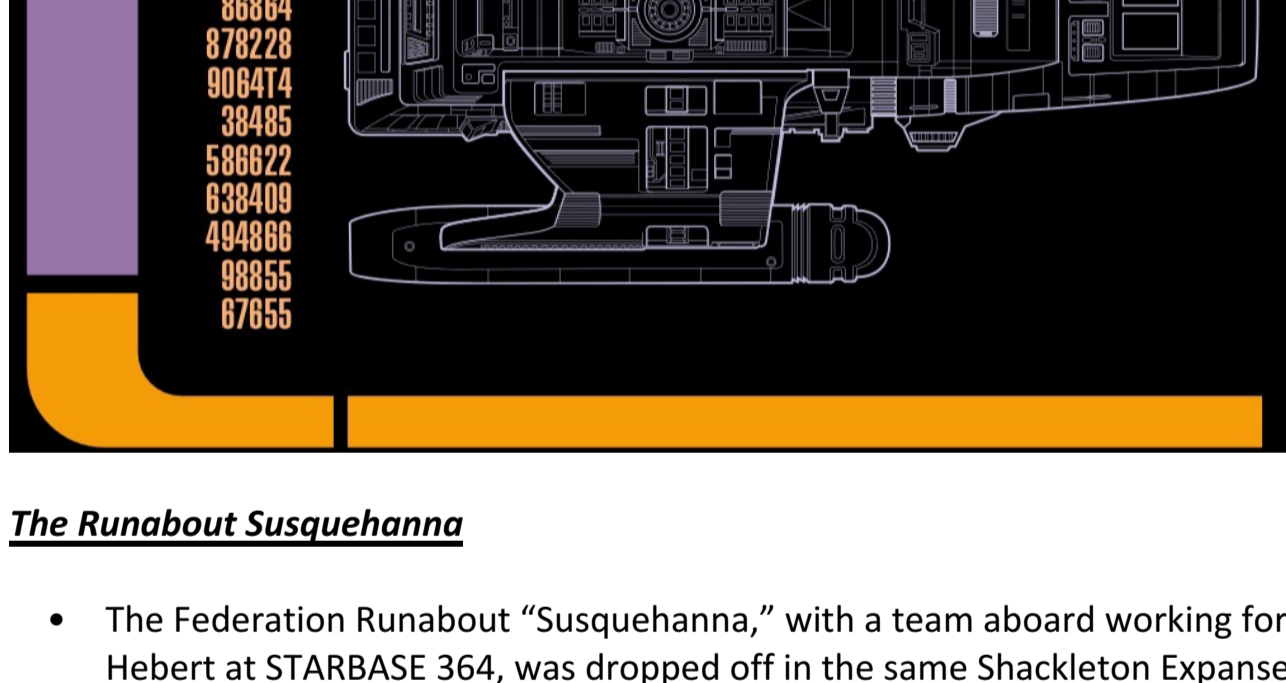 86864
878228
9064T4
38485
586622
638409
494866
98855
67655
The Runabout Susquehanna
• The Federation Runabout “Susquehanna,” with a team aboard working for
Hebert at STARBASE 364, was dropped off in the same Shackleton Expanse